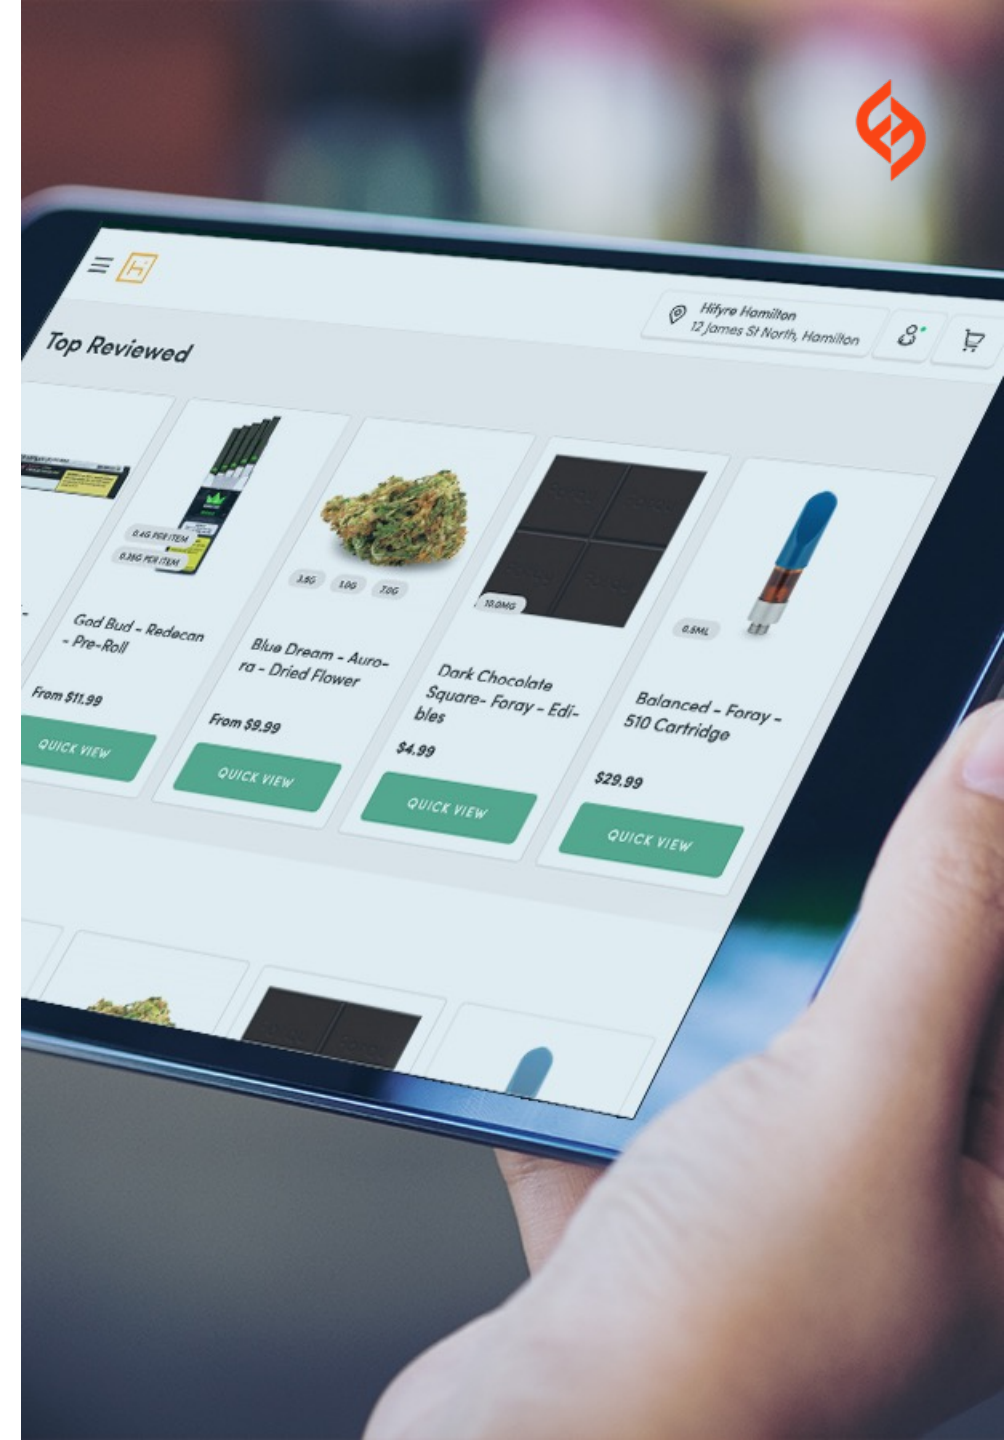 Hi
Hifyre Hamilton
12 James St North, Hamilton
Top Reviewed
0.4G PER ITEM
0.35G PER ITEM
God Bud - Redecan
- Pre-Roll
From $11.99
QUICK VIEW
3.5G
1.0G
7.0G
Blue Dream - Auro-
ra - Dried Flower
From $9.99
QUICK VIEW
10.0MG
Dark Chocolate
Square- Foray - Edi-
bles
$4.99
QUICK VIEW
0.5ML
Balanced - Foray -
510 Cartridge
$29.99
QUICK VIEW